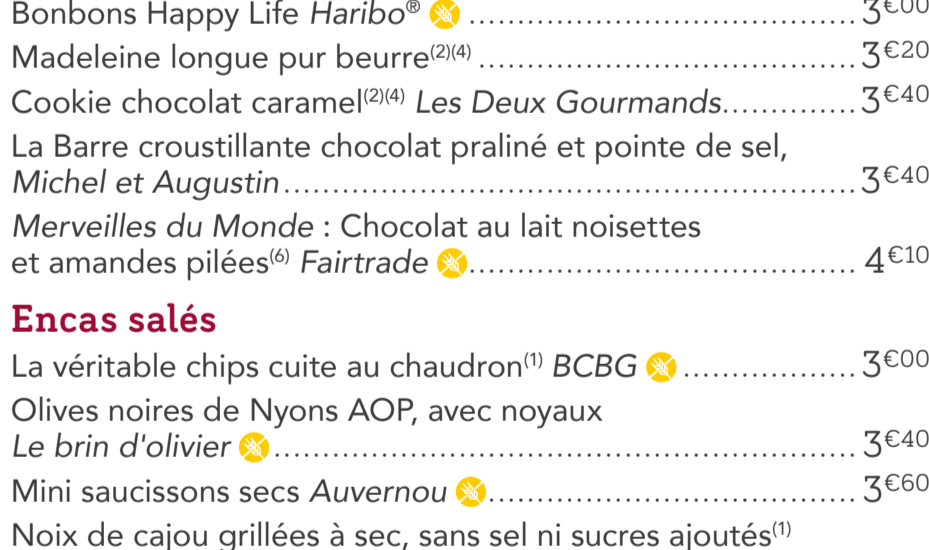 Bonbons Happy Life Haribo® .......................................... 3€00
Madeleine longue pur beurre(2)(4) ......................................... 3€20
Cookie chocolat caramel(2)(4) Les Deux Gourmands.............. 3€40
La Barre croustillante chocolat praliné et pointe de sel,
Michel et Augustin............................................................. 3€40
Merveilles du Monde : Chocolat au lait noisettes
et amandes pilées(6) Fairtrade ......................................... 4€10
Encas salés
La véritable chips cuite au chaudron(1) BCBG .................. 3€00
Olives noires de Nyons AOP, avec noyaux
Le brin d'olivier .............................................................. 3€40
Mini saucissons secs Auvernou ....................................... 3€60
Noix de cajou grillées à sec, sans sel ni sucres ajoutés(1)